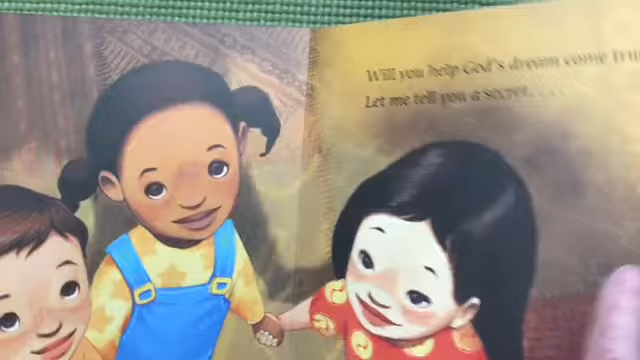 Will you help God's dream come true
Let me tell you a secret. . . .